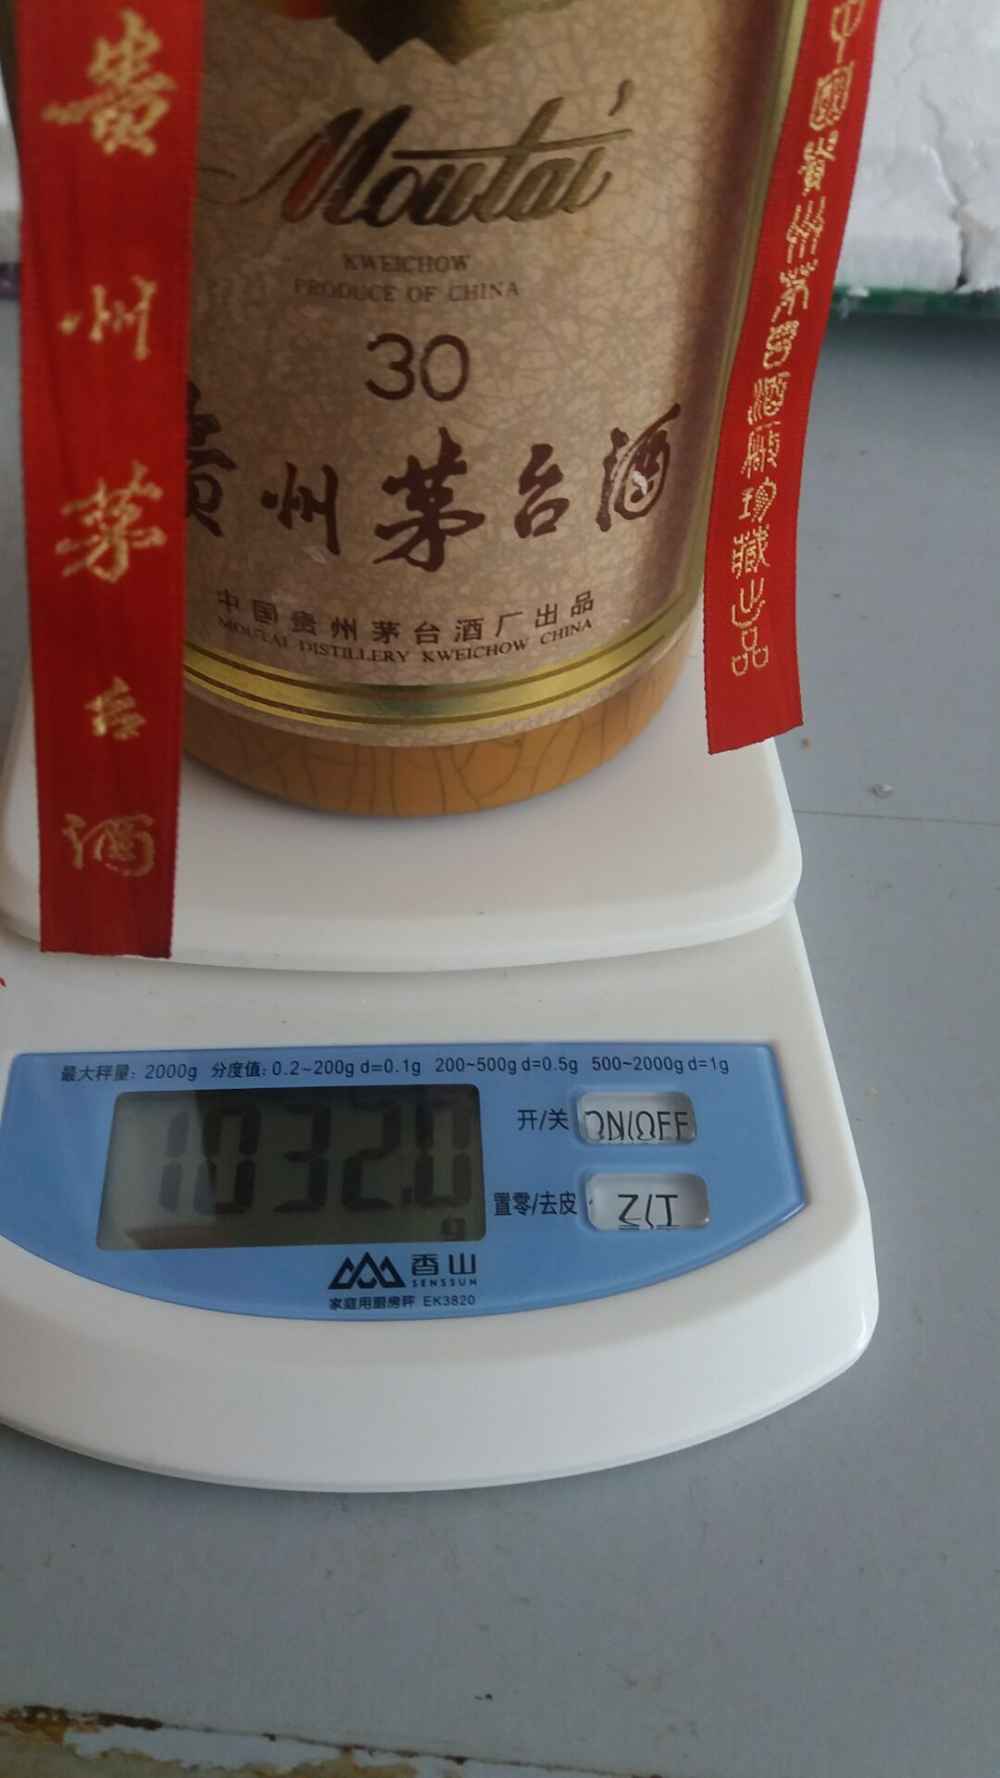 贵州茅台酒
中國貴州茅台酒廠珍藏出品
Moutai
KWEICHOW
PRODUCE OF CHINA
30
贵州茅台酒
中国贵州茅台酒厂出品
MOUTAI DISTILLERY KWEICHOW CHINA
最大秤量: 2000g 分度值: 0.2~200g d=0.1g 200~500g d=0.5g 500~2000g d=1g
1032.0
g
开/关 ON/OFF
置零/去皮 Z/T
香山
SENSSUN
家庭用厨房秤 EK3820